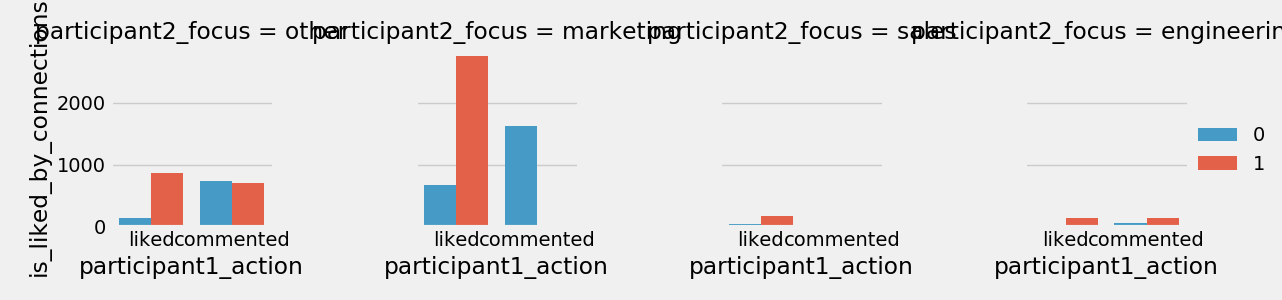 participant2_focus = other
participant2_focus = marketing
participant2_focus = sales
participant2_focus = engineerin
is_liked_by_connections
2000
1000
0
liked commented
liked commented
liked commented
liked commented
participant1_action
participant1_action
participant1_action
participant1_action
0
1